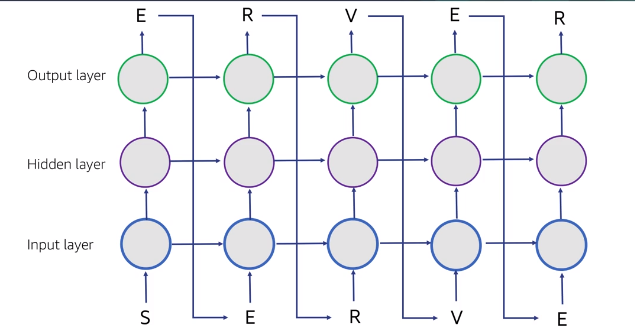 E R V E R
Output layer
Hidden layer
Input layer
S E R V E